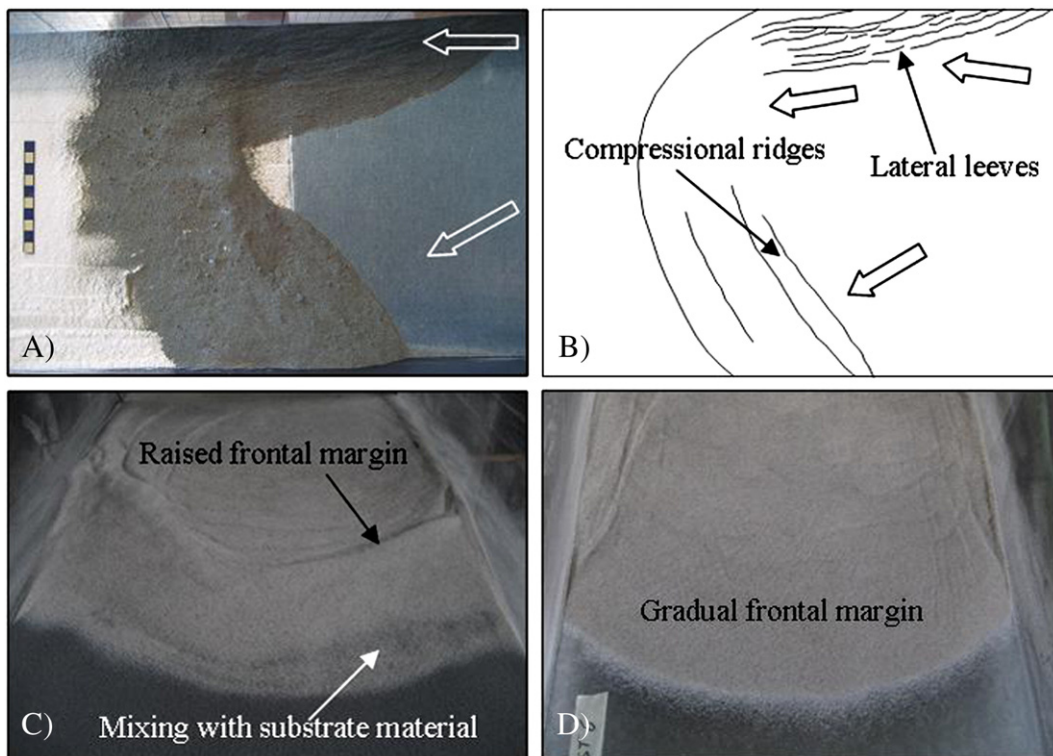 A)
B)
Compressional ridges
Lateral leeves
C)
Raised frontal margin
Mixing with substrate material
D)
Gradual frontal margin